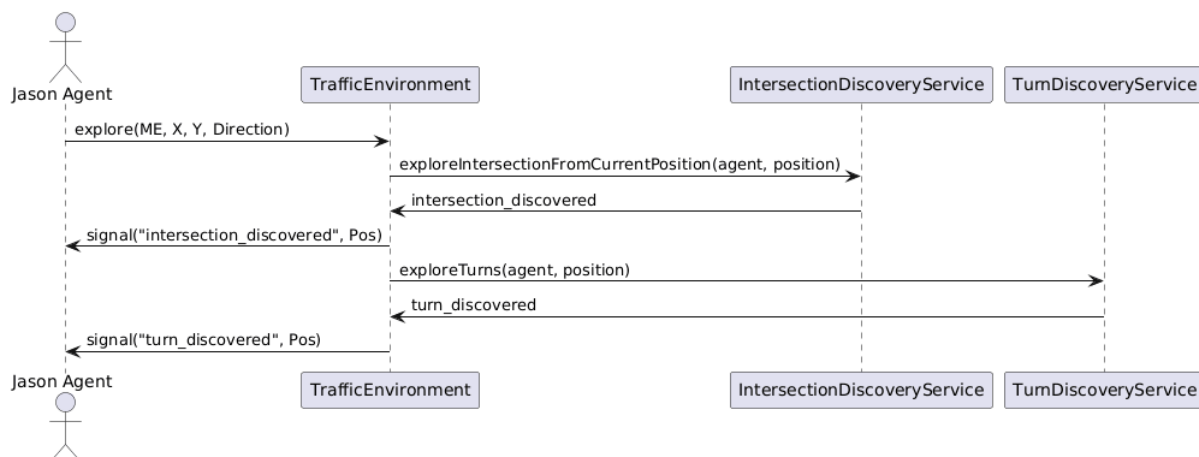 Jason Agent
TrafficEnvironment
IntersectionDiscoveryService
TurnDiscoveryService
explore(ME, X, Y, Direction)
exploreIntersectionFromCurrentPosition(agent, position)
intersection_discovered
signal("intersection_discovered", Pos)
exploreTurns(agent, position)
turn_discovered
signal("turn_discovered", Pos)
Jason Agent
TrafficEnvironment
IntersectionDiscoveryService
TurnDiscoveryService